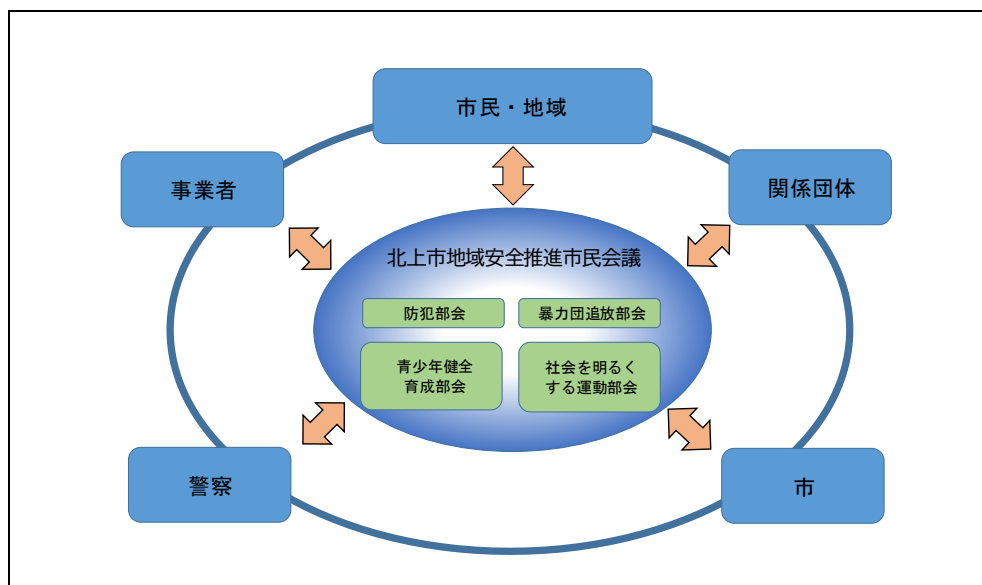 市民・地域
事業者
関係団体
北上市地域安全推進市民会議
防犯部会
暴力団追放部会
青少年健全
育成部会
社会を明るく
する運動部会
警察
市